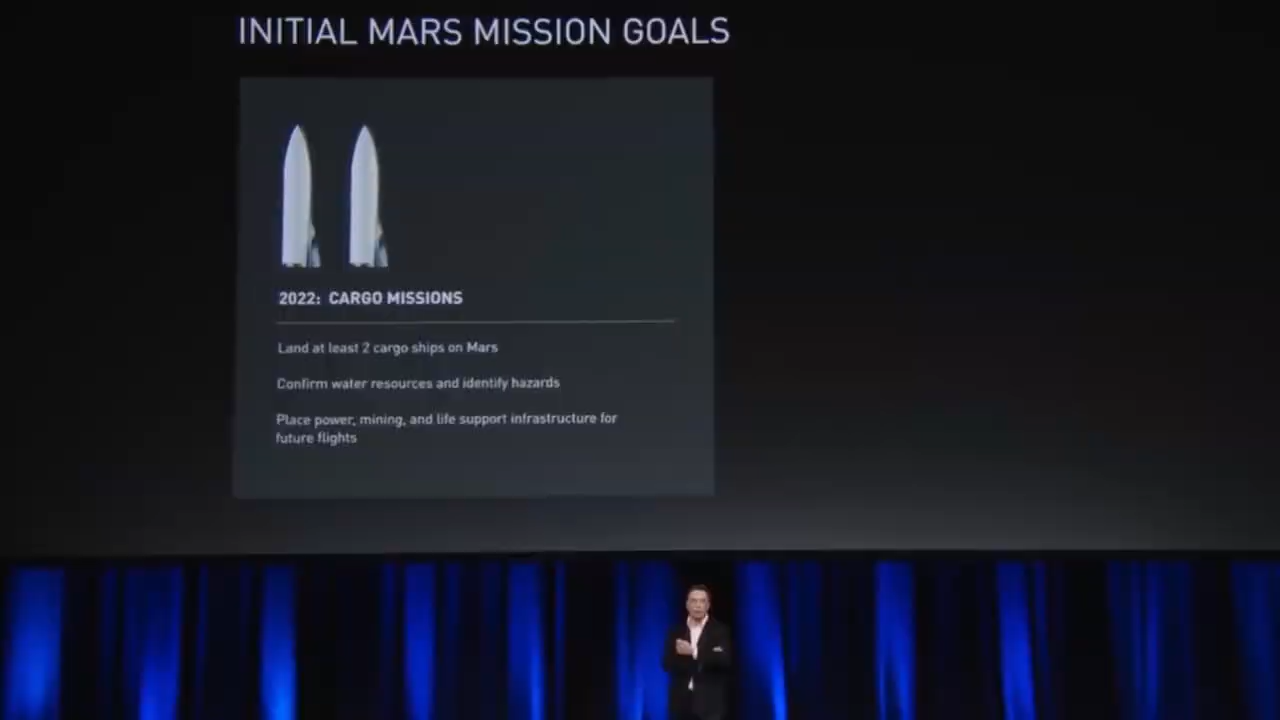 INITIAL MARS MISSION GOALS
2022: CARGO MISSIONS
Land at least 2 cargo ships on Mars
Confirm water resources and identify hazards
Place power, mining, and life support infrastructure for
future flights